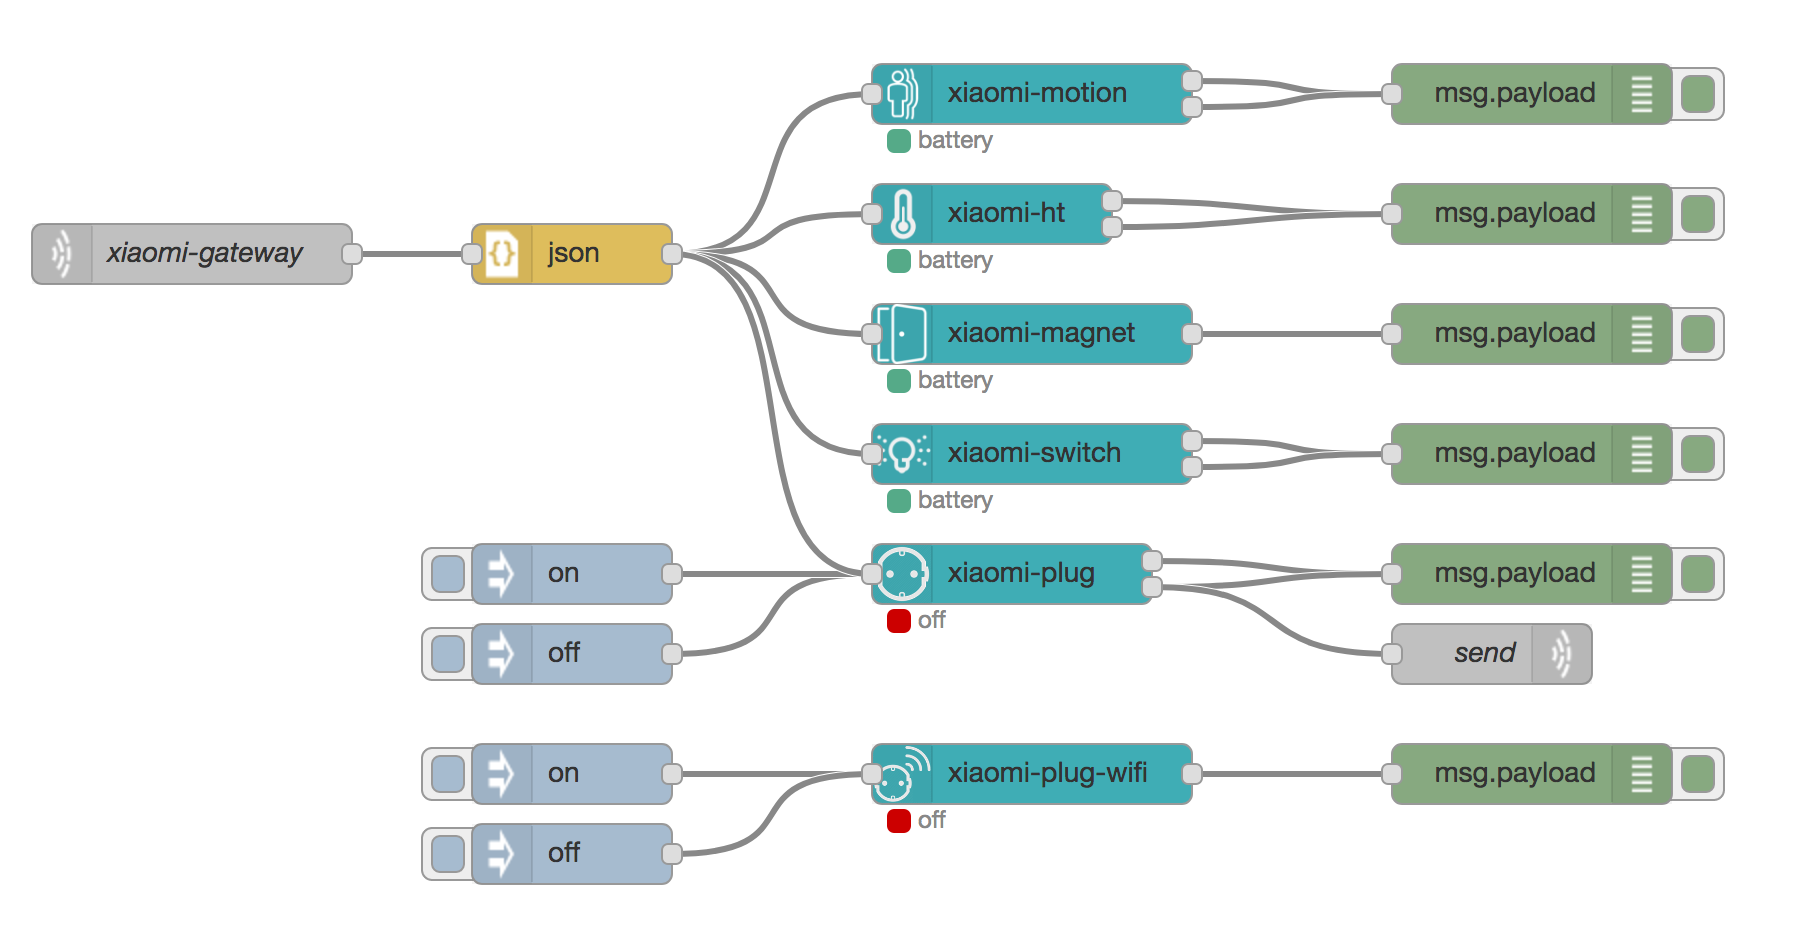 xiaomi-motion
msg.payload
battery
xiaomi-ht
msg.payload
battery
xiaomi-gateway
json
xiaomi-magnet
msg.payload
battery
xiaomi-switch
msg.payload
battery
on
xiaomi-plug
msg.payload
off
off
send
on
xiaomi-plug-wifi
msg.payload
off
off